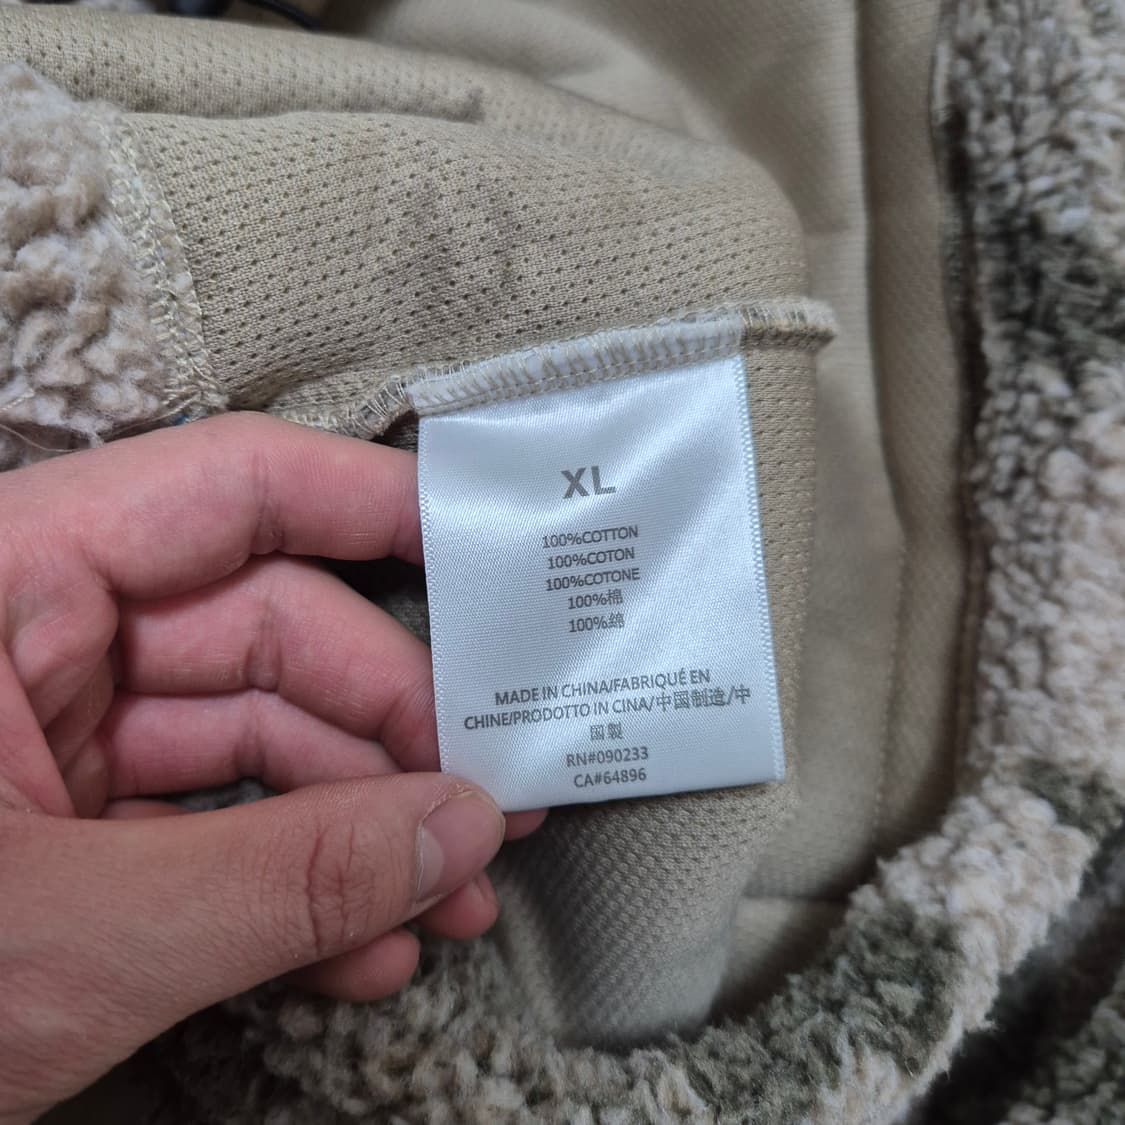 XL
100%COTTON
100%COTON
100%COTONE
100%棉
100%綿
MADE IN CHINA/FABRIQUÉ EN
CHINE/PRODOTTO IN CINA/中国制造/中
国製
RN#090233
CA#64896